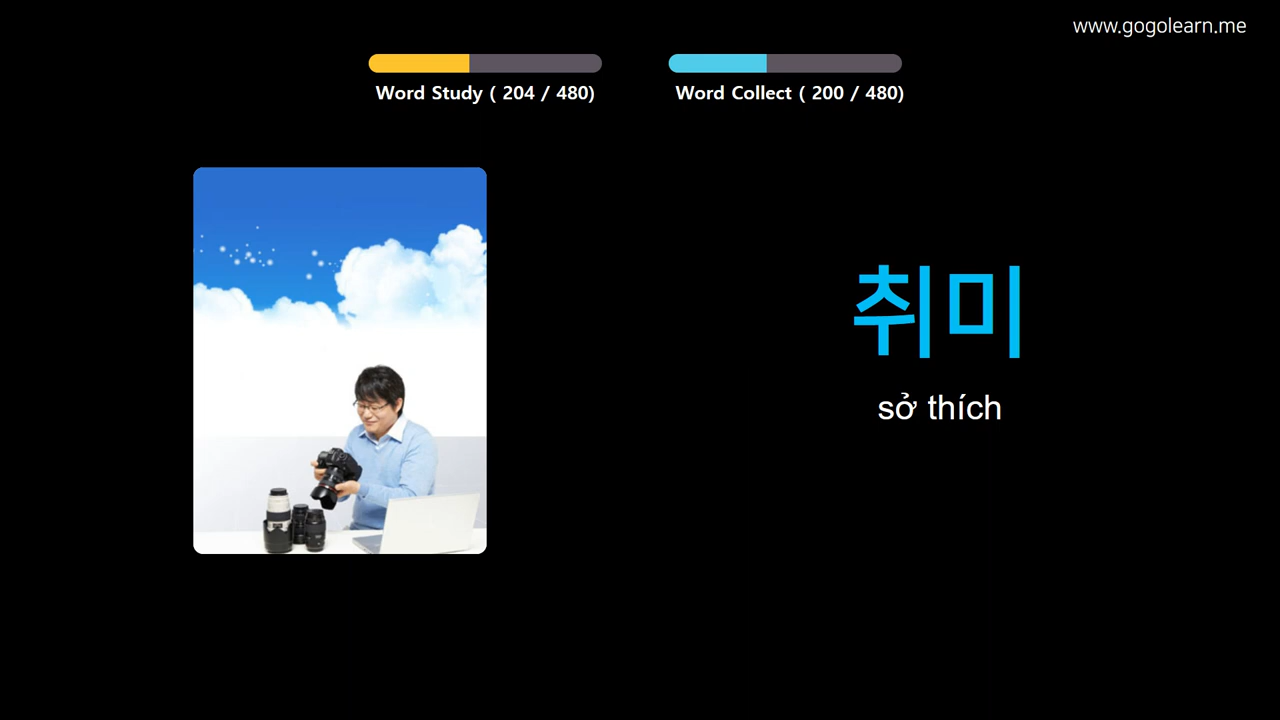 www.gogolearn.me
Word Study ( 204 / 480)
Word Collect ( 200 / 480)
취미
sở thích